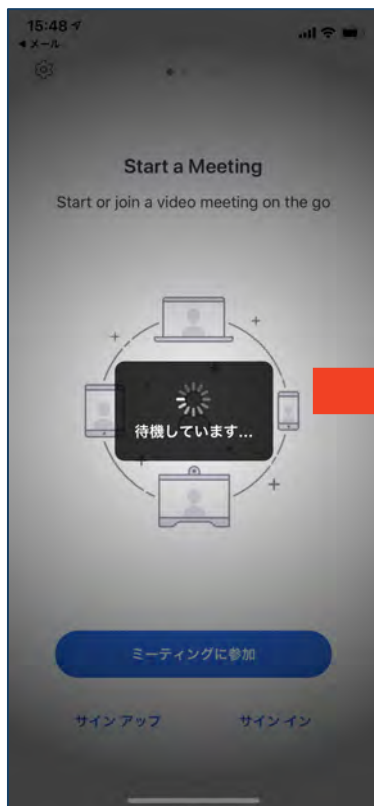 15:48
メール
Start a Meeting
Start or join a video meeting on the go
待機しています...
ミーティングに参加
サインアップ
サインイン